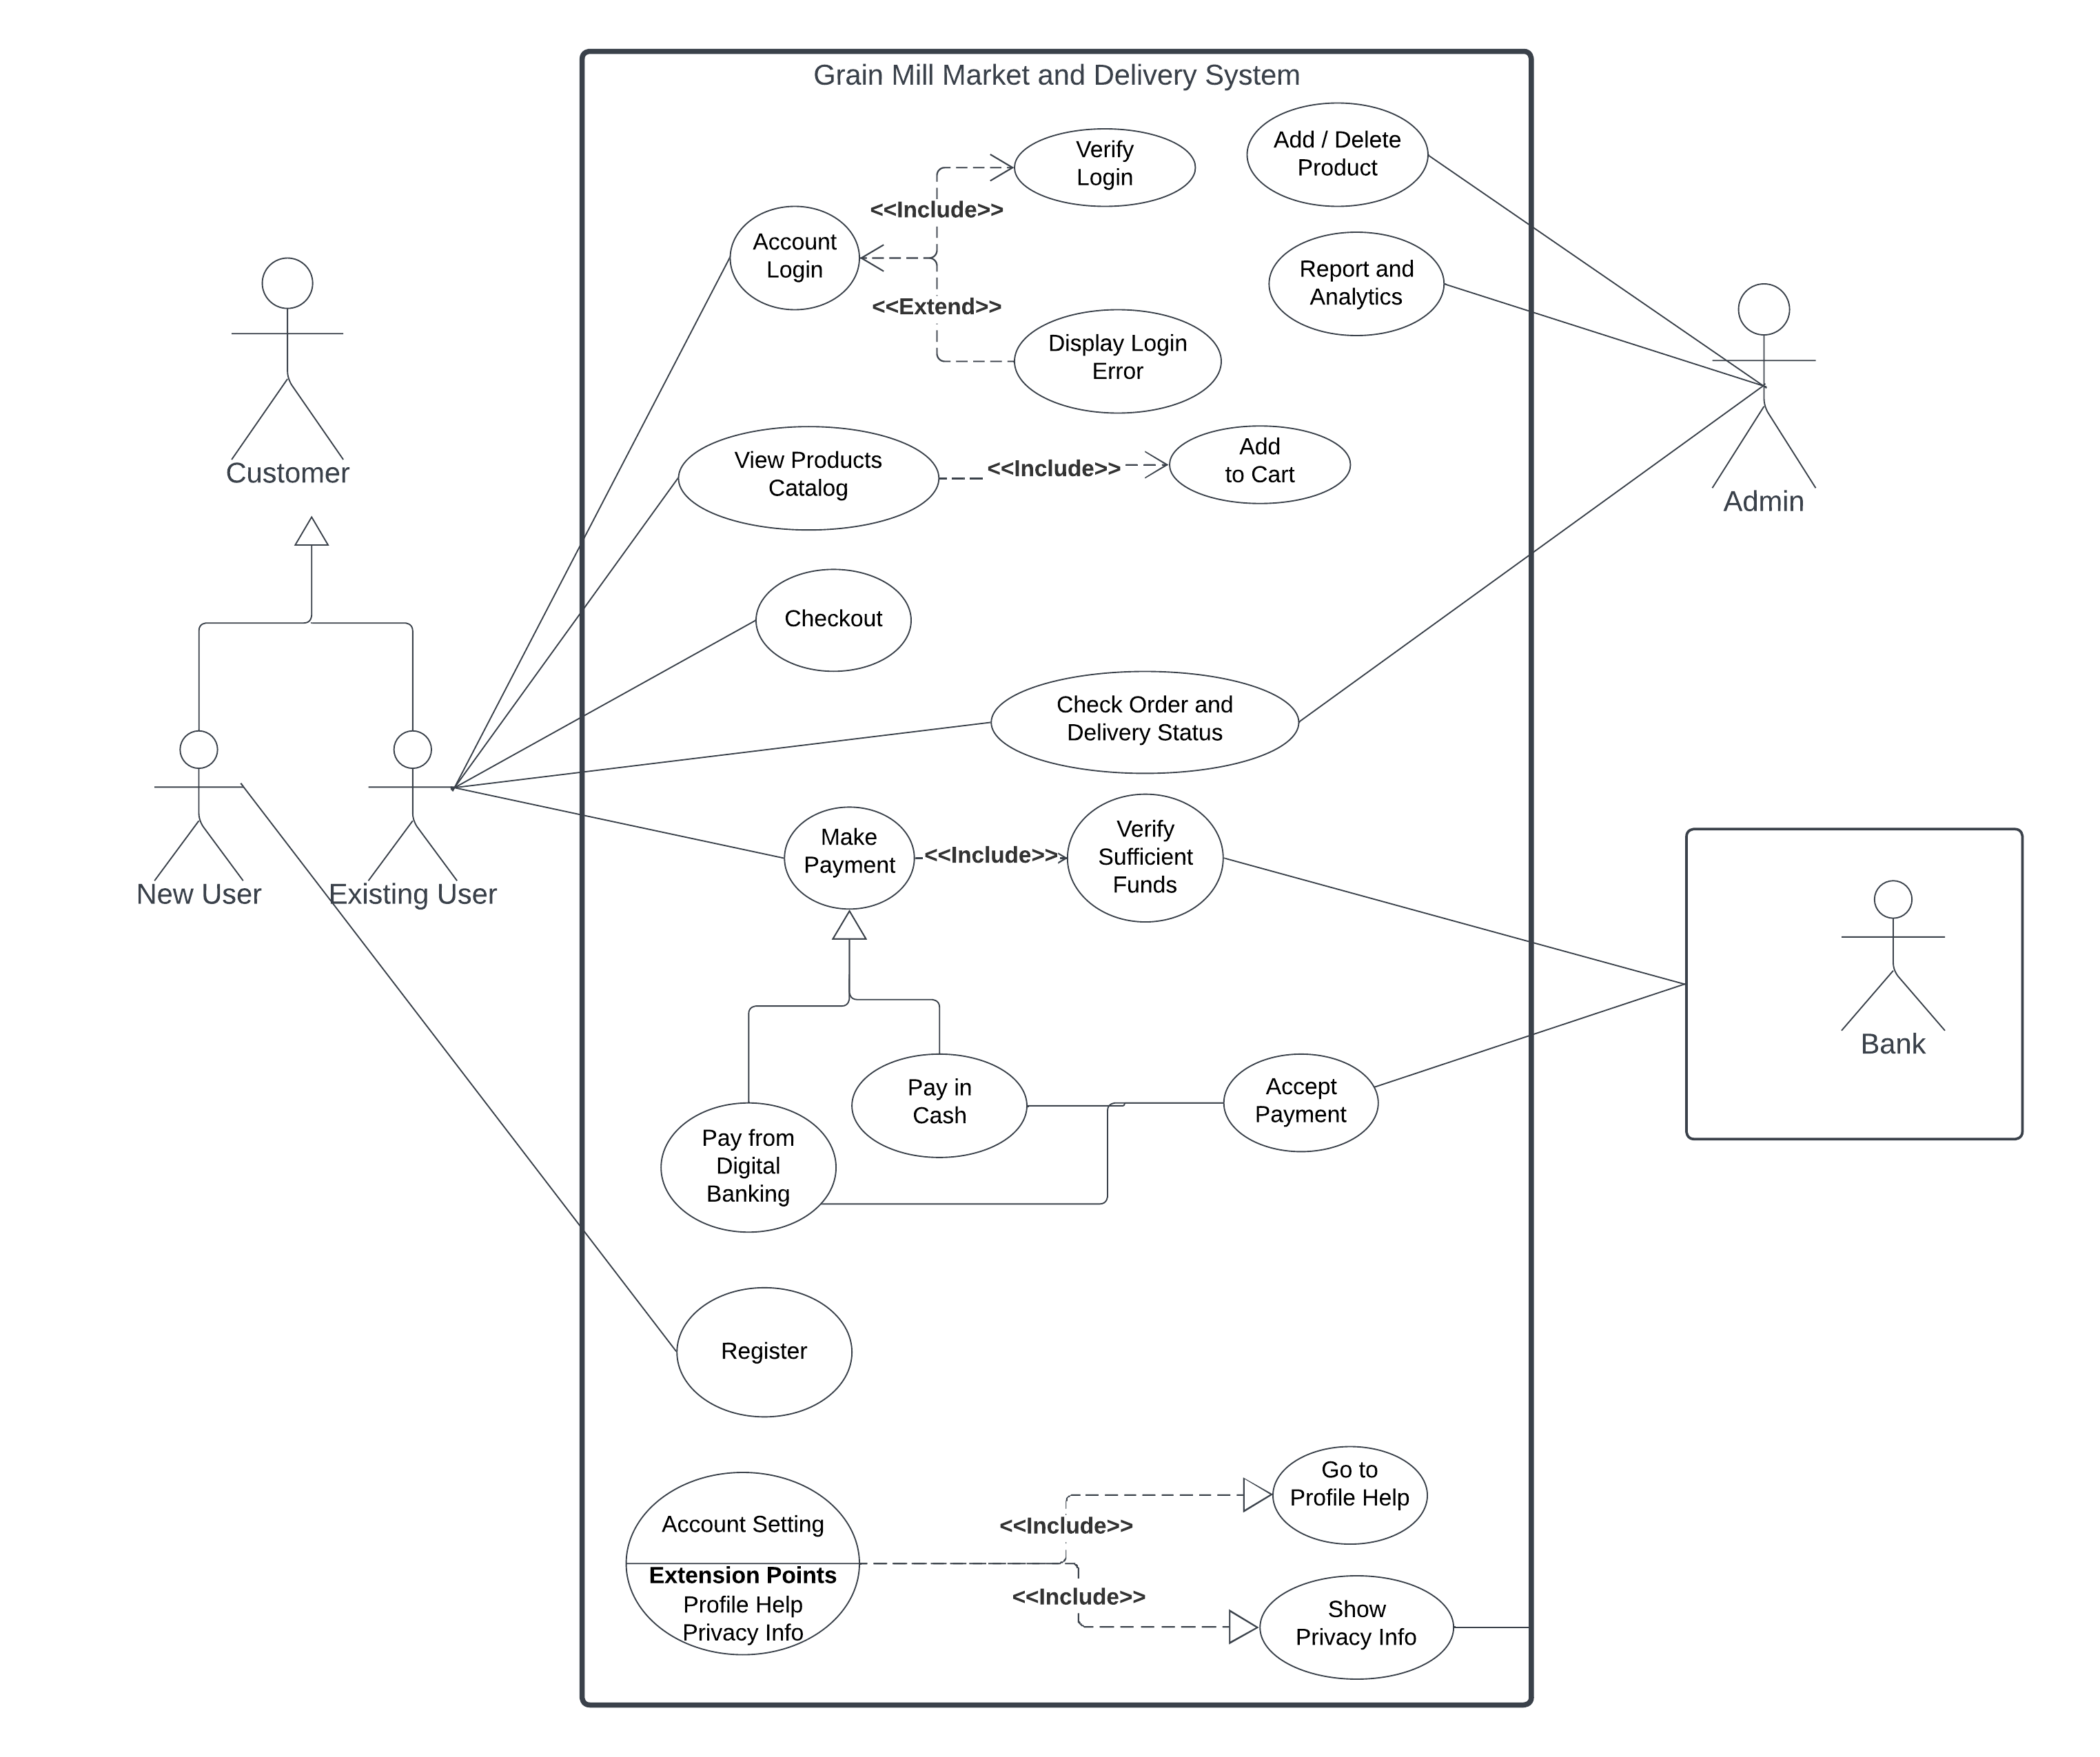 Grain Mill Market and Delivery System
Add / Delete
Product
Verify
Login
<<Include>>
Account
Login
Report and
Analytics
<<Extend>>
Display Login
Error
Customer
View Products
Catalog
<<Include>>
Add
to Cart
Admin
Checkout
Check Order and
Delivery Status
Make
Payment
<<Include>>
Verify
Sufficient
Funds
New User
Existing User
Bank
Pay in
Cash
Accept
Payment
Pay from
Digital
Banking
Register
Go to
Profile Help
Account Setting
<<Include>>
Extension Points
Profile Help
Privacy Info
<<Include>>
Show
Privacy Info